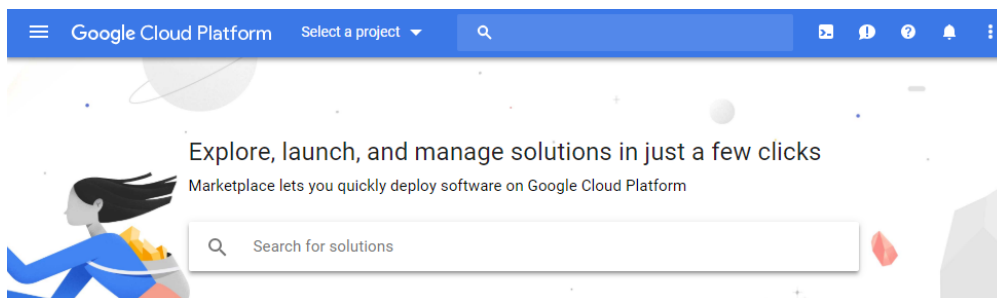 Google Cloud Platform Select a project
Explore, launch, and manage solutions in just a few clicks
Marketplace lets you quickly deploy software on Google Cloud Platform
Search for solutions